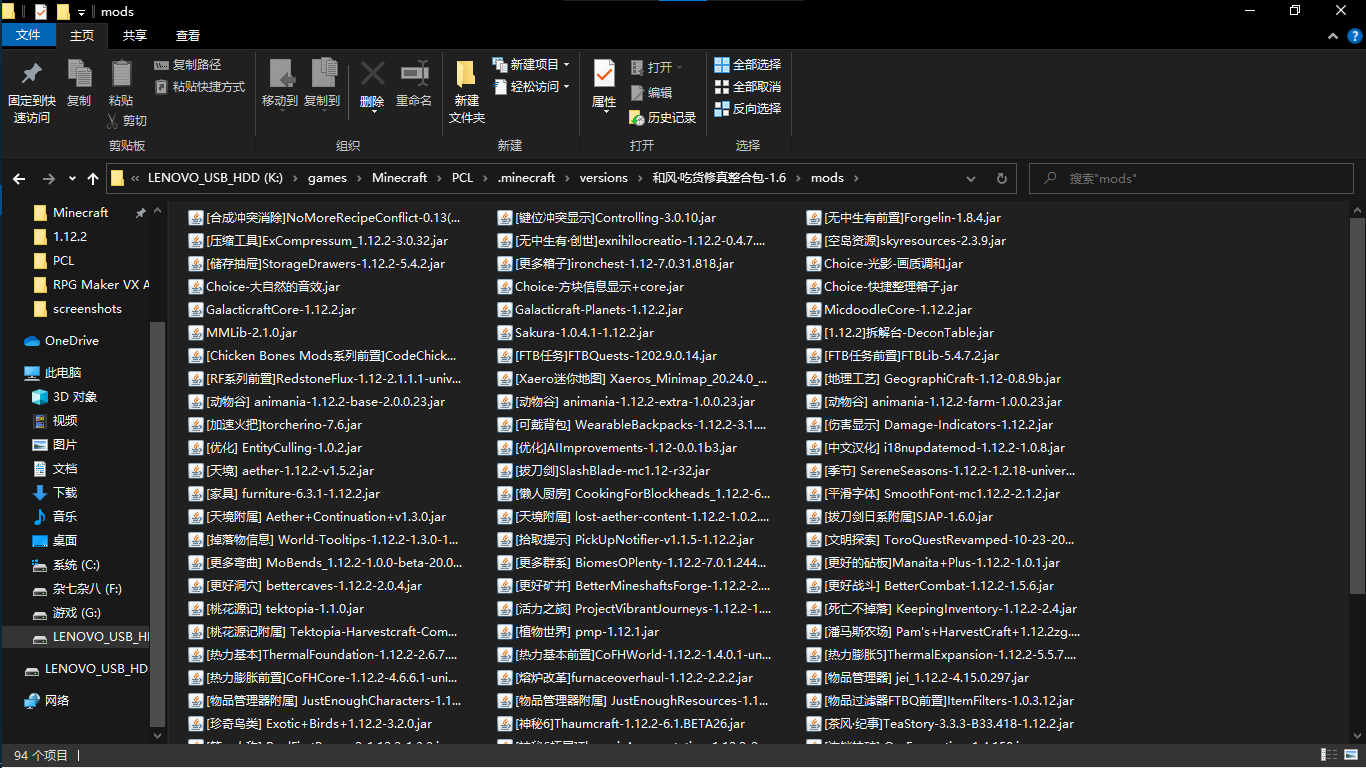 mods
文件 主页 共享 查看
固定到快速访问 复制 粘贴 复制路径 粘贴快捷方式 剪切 剪贴板
移动到 复制到 删除 重命名 组织
新建文件夹 新建项目 轻松访问 新建
属性 打开 编辑 历史记录 打开
全部选择 全部取消 反向选择 选择
« LENOVO_USB_HDD (K:) › games › Minecraft › PCL › .minecraft › versions › 和风·吃货修真整合包-1.6 › mods › 搜索"mods"
Minecraft
1.12.2
PCL
RPG Maker VX A
screenshots
OneDrive
此电脑
3D 对象
视频
图片
文档
下载
音乐
桌面
系统 (C:)
杂七杂八 (F:)
游戏 (G:)
LENOVO_USB_H
LENOVO_USB_HD
网络
[合成冲突消除]NoMoreRecipeConflict-0.13(... [键位冲突显示]Controlling-3.0.10.jar [无中生有前置]Forgelin-1.8.4.jar
[压缩工具]ExCompressum_1.12.2-3.0.32.jar [无中生有·创世]exnihilocreatio-1.12.2-0.4.7.... [空岛资源]skyresources-2.3.9.jar
[储存抽屉]StorageDrawers-1.12.2-5.4.2.jar [更多箱子]ironchest-1.12-7.0.31.818.jar Choice-光影-画质调和.jar
Choice-大自然的音效.jar Choice-方块信息显示+core.jar Choice-快捷整理箱子.jar
GalacticraftCore-1.12.2.jar Galacticraft-Planets-1.12.2.jar MicdoodleCore-1.12.2.jar
MMLib-2.1.0.jar Sakura-1.0.4.1-1.12.2.jar [1.12.2]拆解台-DeconTable.jar
[Chicken Bones Mods系列前置]CodeChick... [FTB任务]FTBQuests-1202.9.0.14.jar [FTB任务前置]FTBLib-5.4.7.2.jar
[RF系列前置]RedstoneFlux-1.12-2.1.1.1-univ... [Xaero迷你地图] Xaeros_Minimap_20.24.0_... [地理工艺] GeographiCraft-1.12-0.8.9b.jar
[动物谷] animania-1.12.2-base-2.0.0.23.jar [动物谷] animania-1.12.2-extra-1.0.0.23.jar [动物谷] animania-1.12.2-farm-1.0.0.23.jar
[加速火把]torcherino-7.6.jar [可戴背包] WearableBackpacks-1.12.2-3.1.... [伤害显示] Damage-Indicators-1.12.2.jar
[优化] EntityCulling-1.0.2.jar [优化]AIImprovements-1.12-0.0.1b3.jar [中文汉化] i18nupdatemod-1.12.2-1.0.8.jar
[天境] aether-1.12.2-v1.5.2.jar [拔刀剑]SlashBlade-mc1.12-r32.jar [季节] SereneSeasons-1.12.2-1.2.18-univer...
[家具] furniture-6.3.1-1.12.2.jar [懒人厨房] CookingForBlockheads_1.12.2-6... [平滑字体] SmoothFont-mc1.12.2-2.1.2.jar
[天境附属] Aether+Continuation+v1.3.0.jar [天境附属] lost-aether-content-1.12.2-1.0.2.... [拔刀剑日系附属]SJAP-1.6.0.jar
[掉落物信息] World-Tooltips-1.12.2-1.3.0-1... [拾取提示] PickUpNotifier-v1.1.5-1.12.2.jar [文明探索] ToroQuestRevamped-10-23-20...
[更多弯曲] MoBends_1.12.2-1.0.0-beta-20.0... [更多群系] BiomesOPlenty-1.12.2-7.0.1.244... [更好的砧板]Manaita+Plus-1.12.2-1.0.1.jar
[更好洞穴] bettercaves-1.12.2-2.0.4.jar [更好矿井] BetterMineshaftsForge-1.12.2-2... [更好战斗] BetterCombat-1.12.2-1.5.6.jar
[桃花源记] tektopia-1.1.0.jar [活力之旅] ProjectVibrantJourneys-1.12.2-1.... [死亡不掉落] KeepingInventory-1.12.2-2.4.jar
[桃花源记附属] Tektopia-Harvestcraft-Com... [植物世界] pmp-1.12.1.jar [潘马斯农场] Pam's+HarvestCraft+1.12.2zg....
[热力基本]ThermalFoundation-1.12.2-2.6.7.... [热力基本前置]CoFHWorld-1.12.2-1.4.0.1-un... [热力膨胀5]ThermalExpansion-1.12.2-5.5.7....
[热力膨胀前置]CoFHCore-1.12.2-4.6.6.1-uni... [熔炉改革]furnaceoverhaul-1.12.2-2.2.2.jar [物品管理器] jei_1.12.2-4.15.0.297.jar
[物品管理器附属] JustEnoughCharacters-1.1... [物品管理器附属] JustEnoughResources-1.1... [物品过滤器FTBQ前置]ItemFilters-1.0.3.12.jar
[珍奇鸟类] Exotic+Birds+1.12.2-3.2.0.jar [神秘6]Thaumcraft-1.12.2-6.1.BETA26.jar [茶风·纪事]TeaStory-3.3.3-B33.418-1.12.2.jar
94 个项目